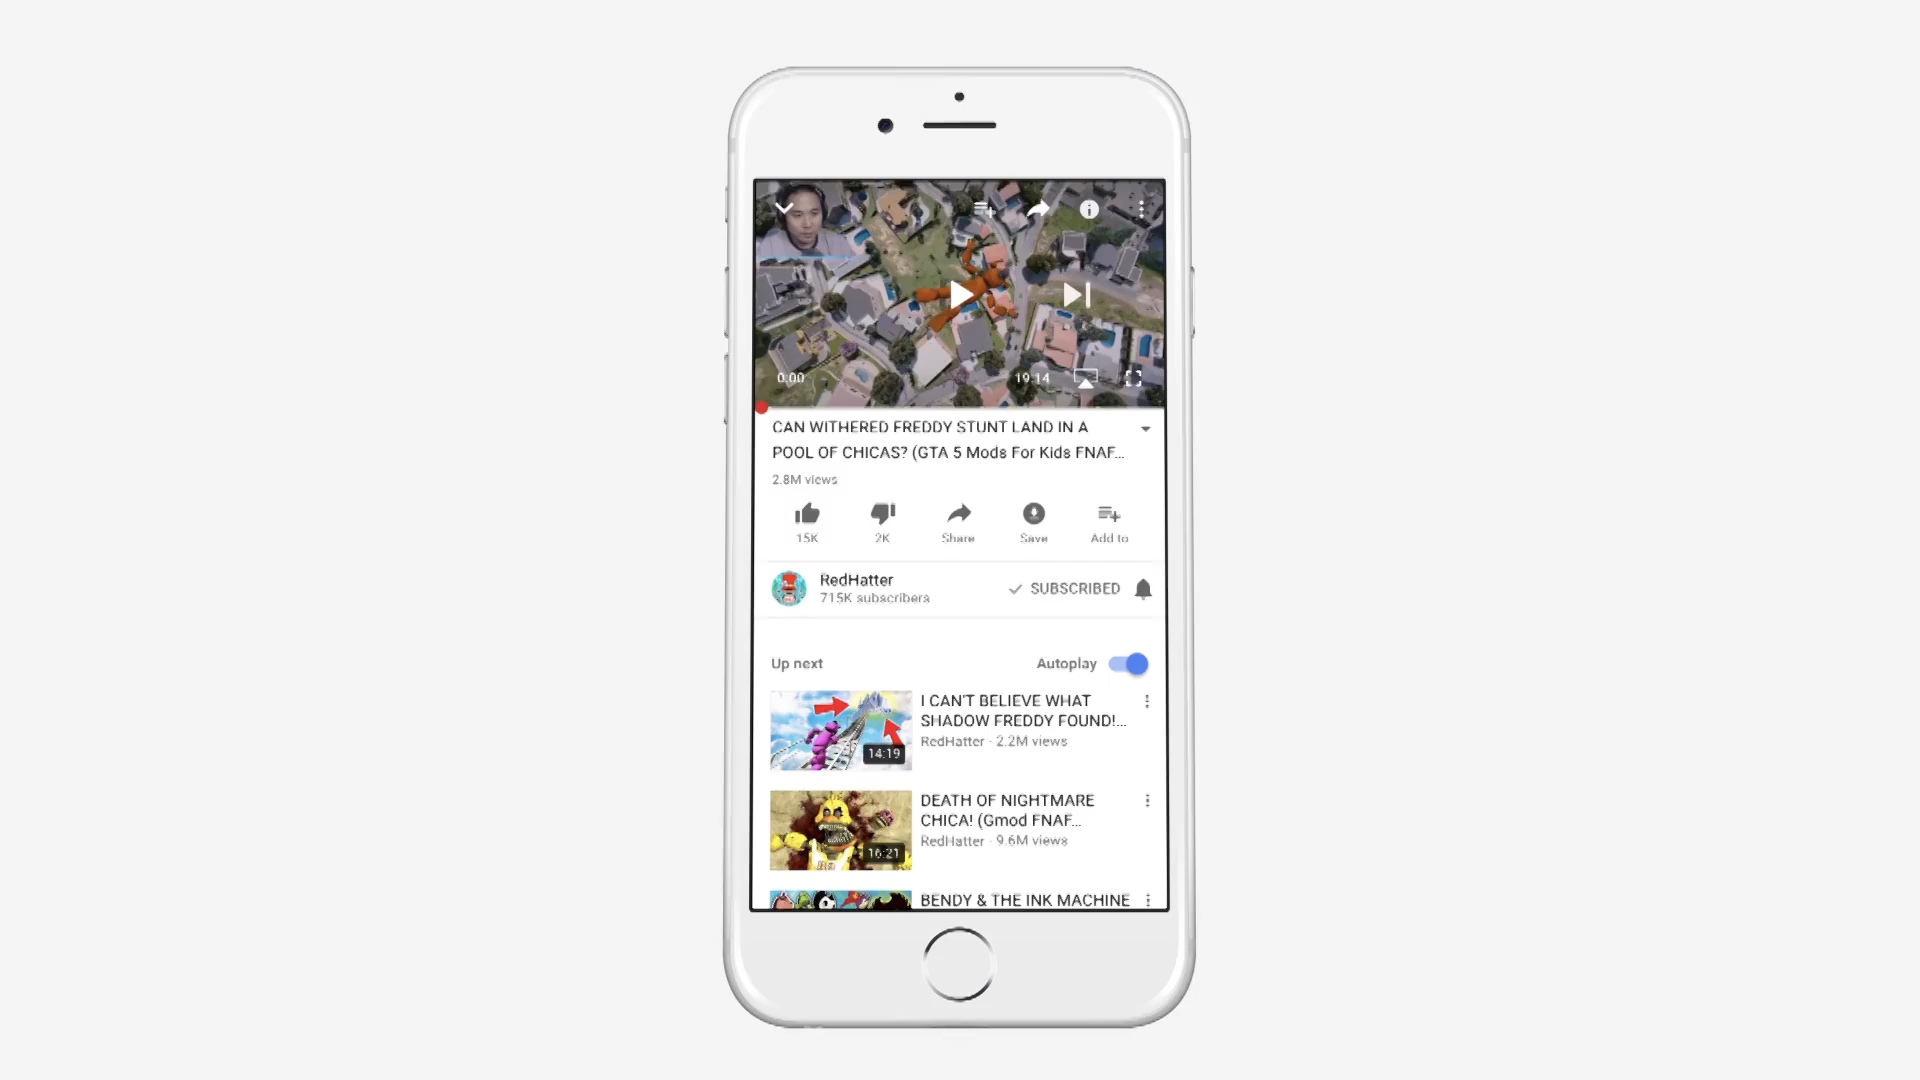 0:00
19:14
CAN WITHERED FREDDY STUNT LAND IN A
POOL OF CHICAS? (GTA 5 Mods For Kids FNAF...
2.8M views
15K
2K
Share
Save
Add to
RedHatter
715K subscribers
SUBSCRIBED
Up next
Autoplay
I CAN'T BELIEVE WHAT
SHADOW FREDDY FOUND!...
RedHatter · 2.2M views
14:19
DEATH OF NIGHTMARE
CHICA! (Gmod FNAF...
RedHatter · 9.6M views
16:21
BENDY & THE INK MACHINE